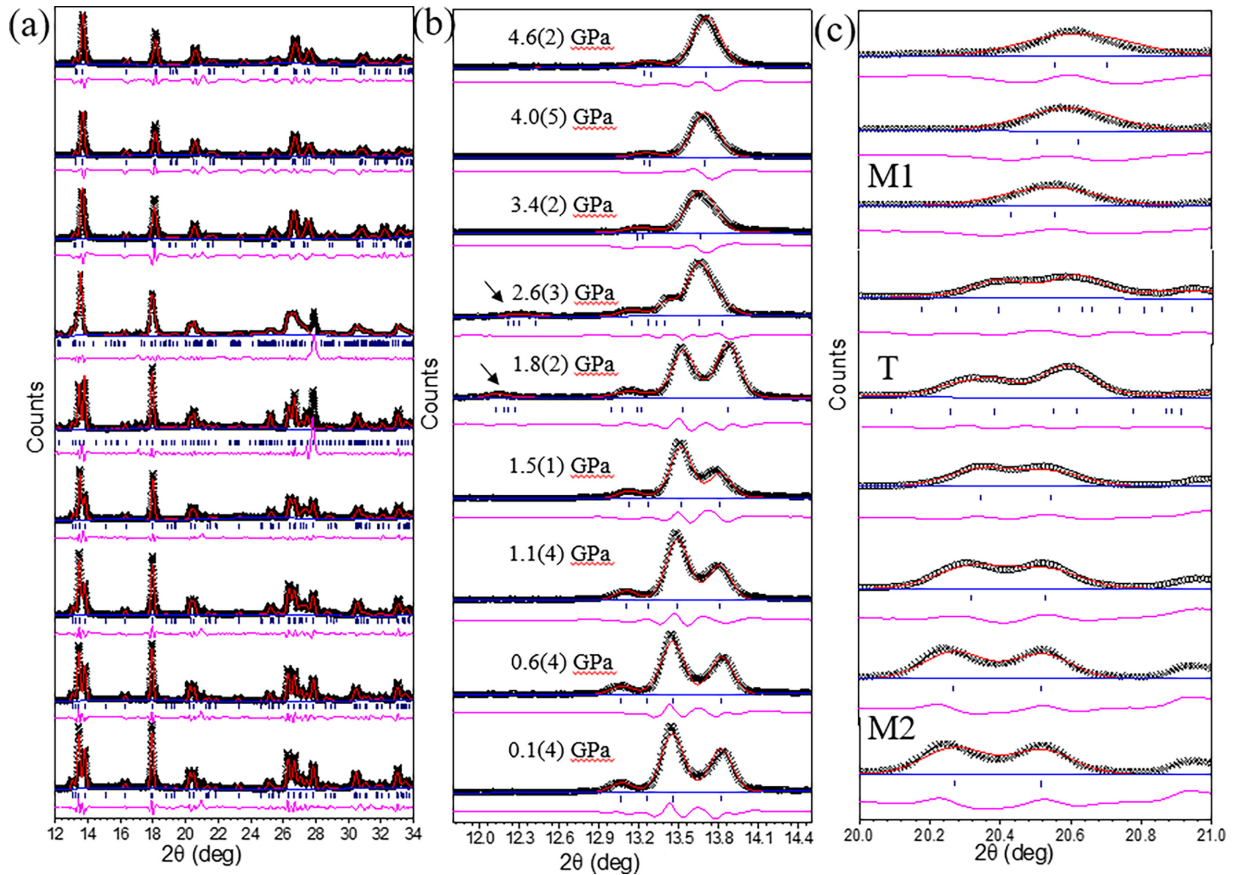 (a)
(b)
(c)
4.6(2) GPa
4.0(5) GPa
3.4(2) GPa
2.6(3) GPa
1.8(2) GPa
1.5(1) GPa
1.1(4) GPa
0.6(4) GPa
0.1(4) GPa
M1
T
M2
Counts
Counts
12 14 16 18 20 22 24 26 28 30 32 34
2θ (deg)
12.0 12.3 12.6 12.9 13.2 13.5 13.8 14.1 14.4
2θ (deg)
20.0 20.2 20.4 20.6 20.8 21.0
2θ (deg)